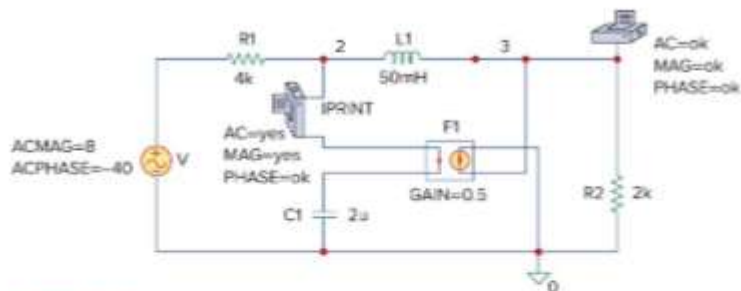 R1
4k
2
L1
50mH
3
AC=ok
MAG=ok
PHASE=ok
IPRINT
AC=yes
MAG=yes
PHASE=ok
F1
GAIN=0.5
ACMAG=8
ACPHASE=-40
V
C1
2u
R2
2k
0